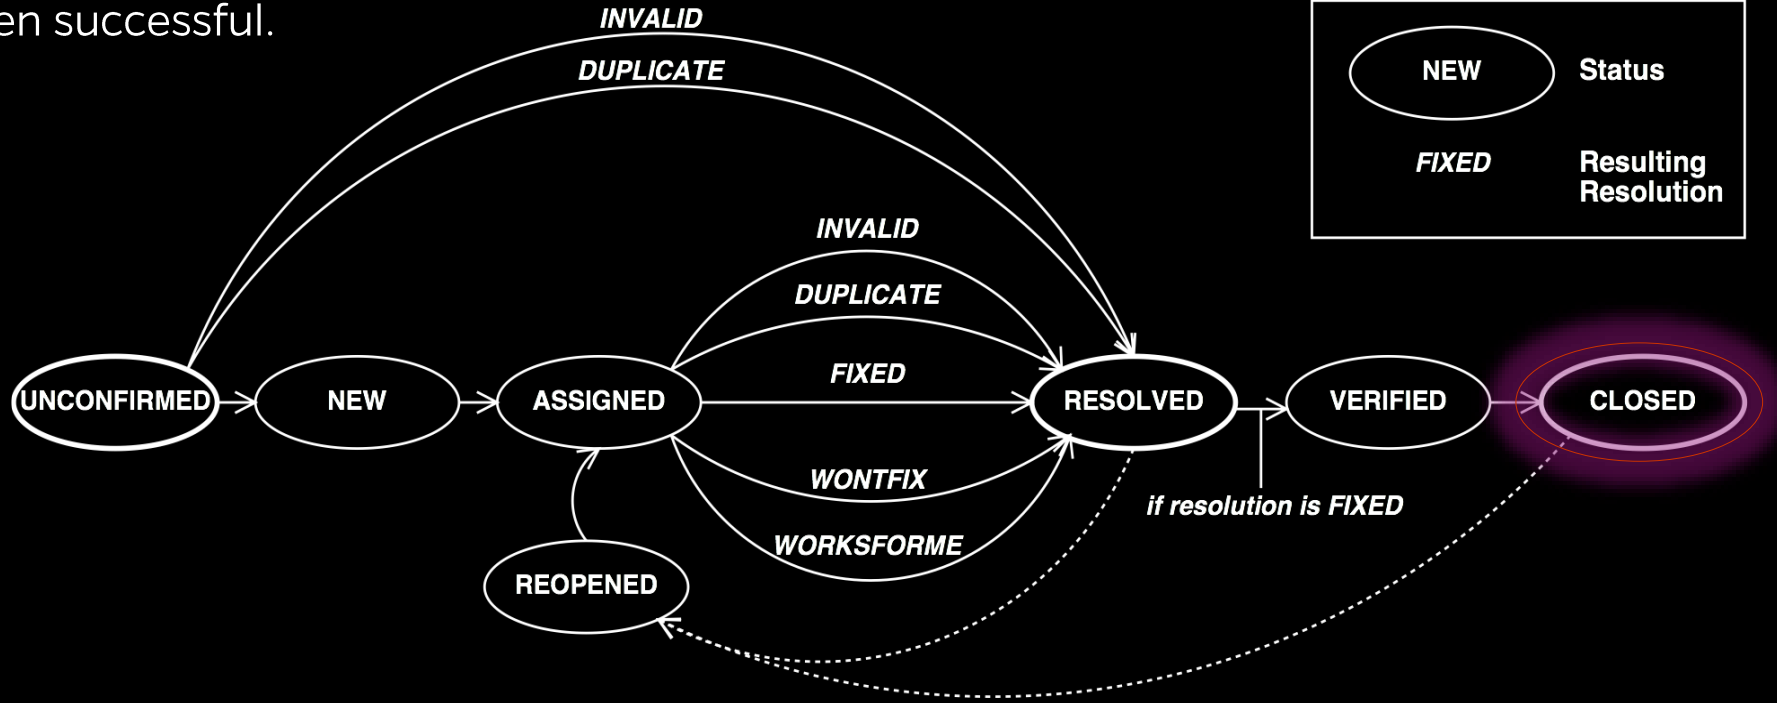 en successful.
INVALID
DUPLICATE
NEW
Status
FIXED
Resulting
Resolution
INVALID
DUPLICATE
FIXED
UNCONFIRMED
NEW
ASSIGNED
RESOLVED
VERIFIED
CLOSED
WONTFIX
if resolution is FIXED
WORKSFORME
REOPENED